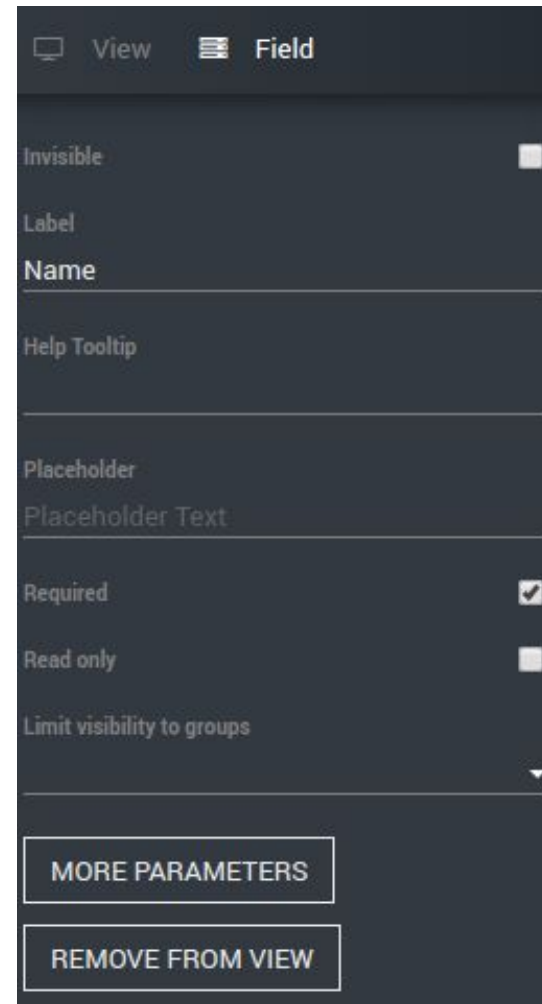 View Field
Invisible
Label
Name
Help Tooltip
Placeholder
Placeholder Text
Required
Read only
Limit visibility to groups
MORE PARAMETERS
REMOVE FROM VIEW